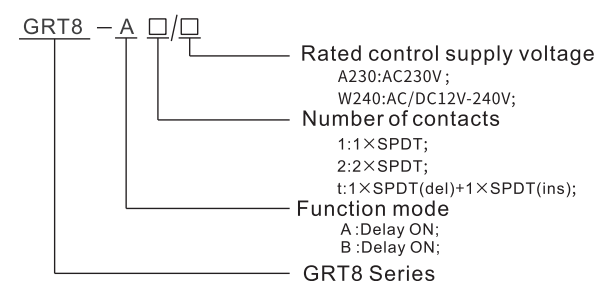 GRT8 – A □/□
Rated control supply voltage
A230:AC230V;
W240:AC/DC12V-240V;
Number of contacts
1:1×SPDT;
2:2×SPDT;
t:1×SPDT(del)+1×SPDT(ins);
Function mode
A :Delay ON;
B :Delay ON;
GRT8 Series